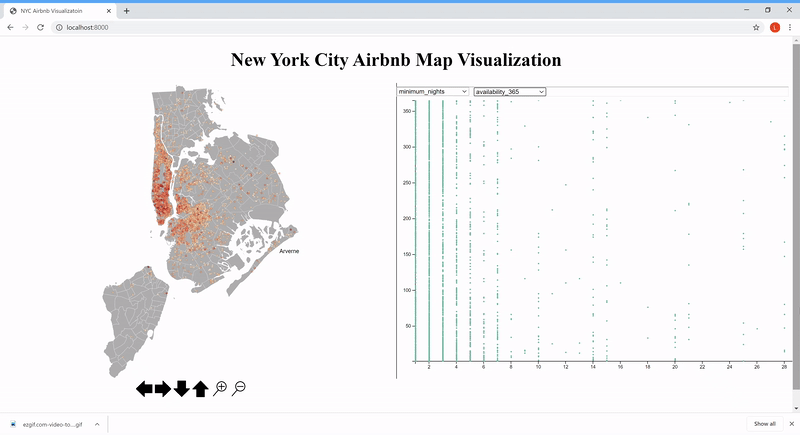 NYC Airbnb Visualizatoin
localhost:8000
L
New York City Airbnb Map Visualization
minimum_nights
availability_365
350
300
250
200
150
100
50
2 4 6 8 10 12 14 16 18 20 22 24 26 28
Arverne
ezgif.com-video-to....gif
Show all